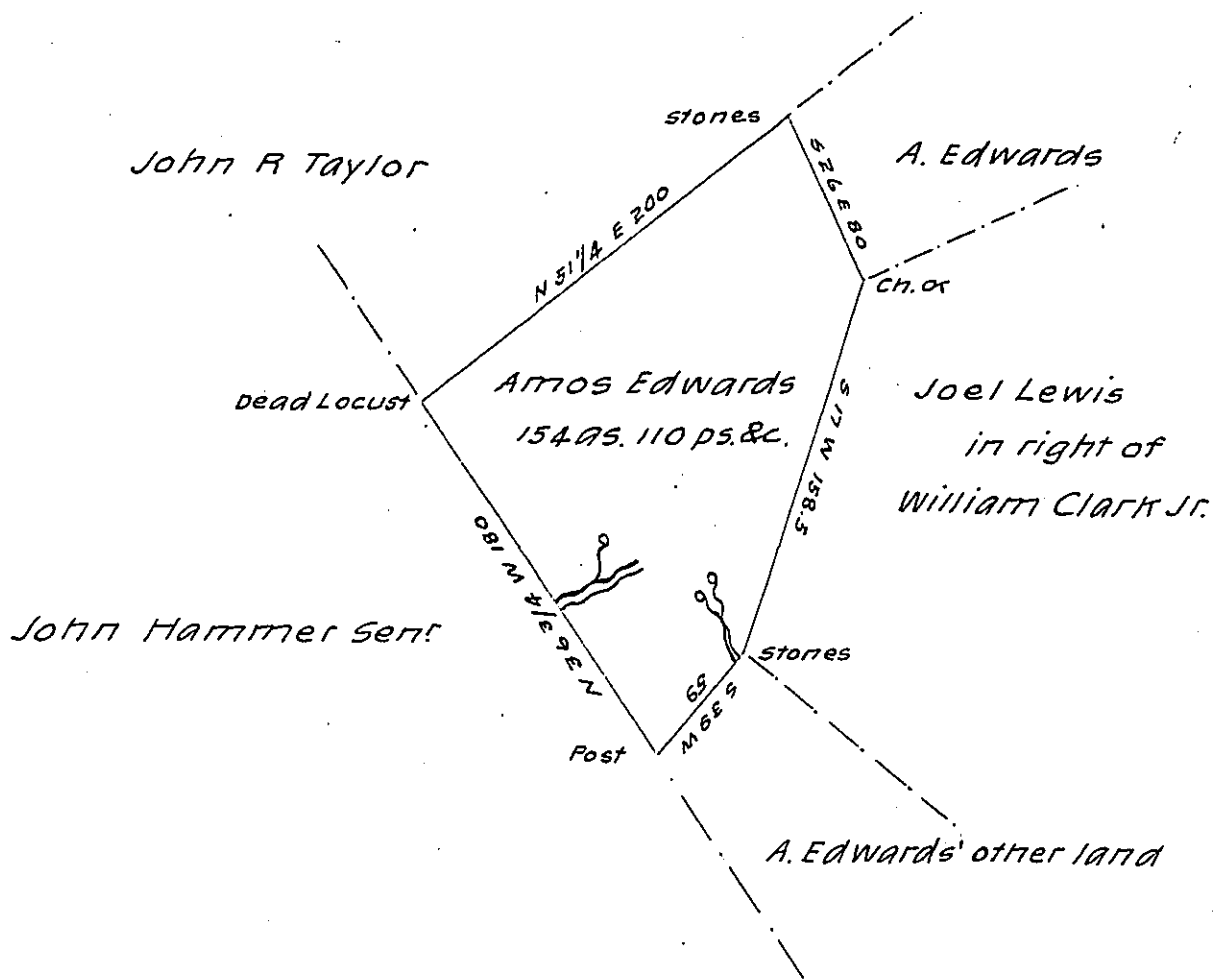 stones
John R Taylor
A. Edwards
S 26 E 80
N 51 1/4 E 200
Ch. or
Dead Locust
Amos Edwards
154 as. 110 ps. &c.
Joel Lewis
in right of
William Clark Jr.
S 17 W 158.5
N 36 3/4 W 180
John Hammer Senr
stones
59
S 39 W
Post
A. Edwards' other land